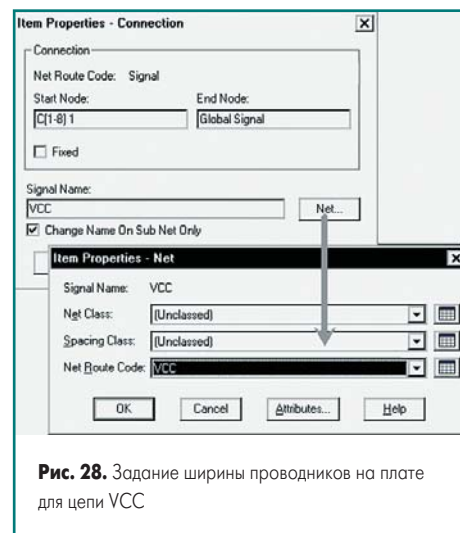 Item Properties - Connection
Connection
Net Route Code: Signal
Start Node: End Node:
C[1-8] 1 Global Signal
Fixed
Signal Name:
VCC Net...
Change Name On Sub Net Only
Item Properties - Net
Signal Name: VCC
Net Class: (Unclassed)
Spacing Class: (Unclassed)
Net Route Code: VCC
OK Cancel Attributes... Help
Рис. 28. Задание ширины проводников на плате
для цепи VCC